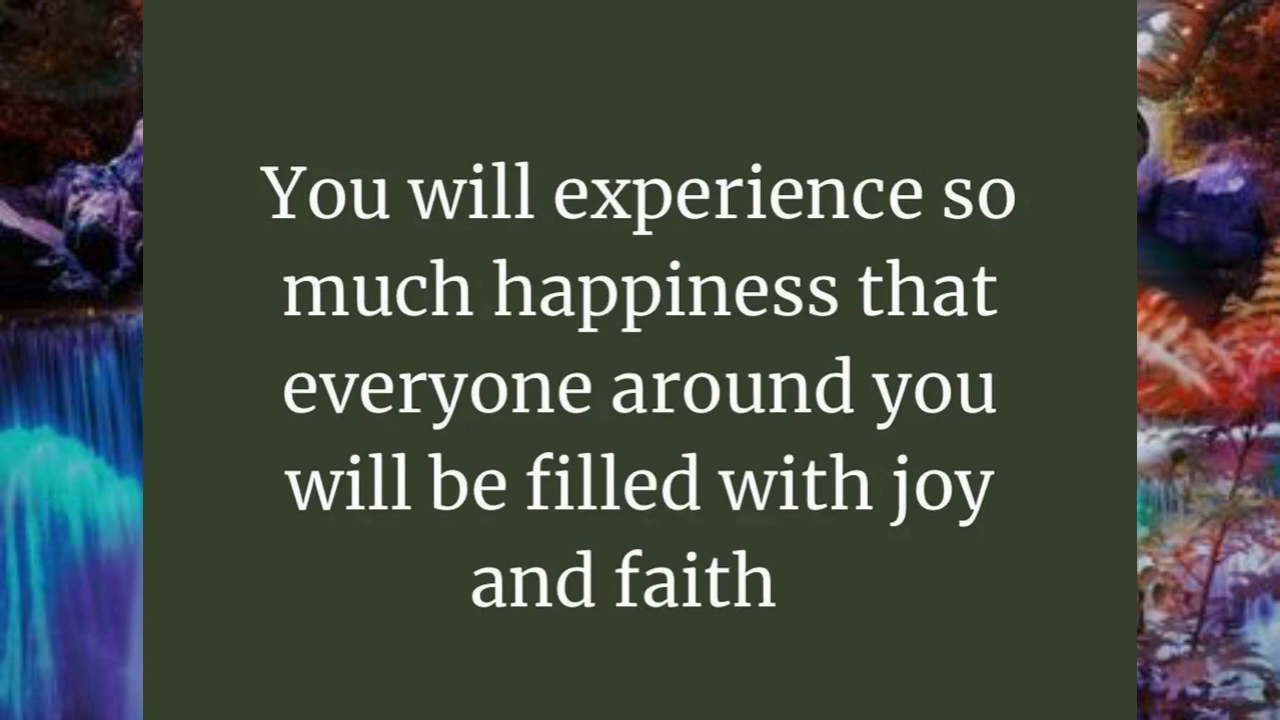 You will experience so
much happiness that
everyone around you
will be filled with joy
and faith